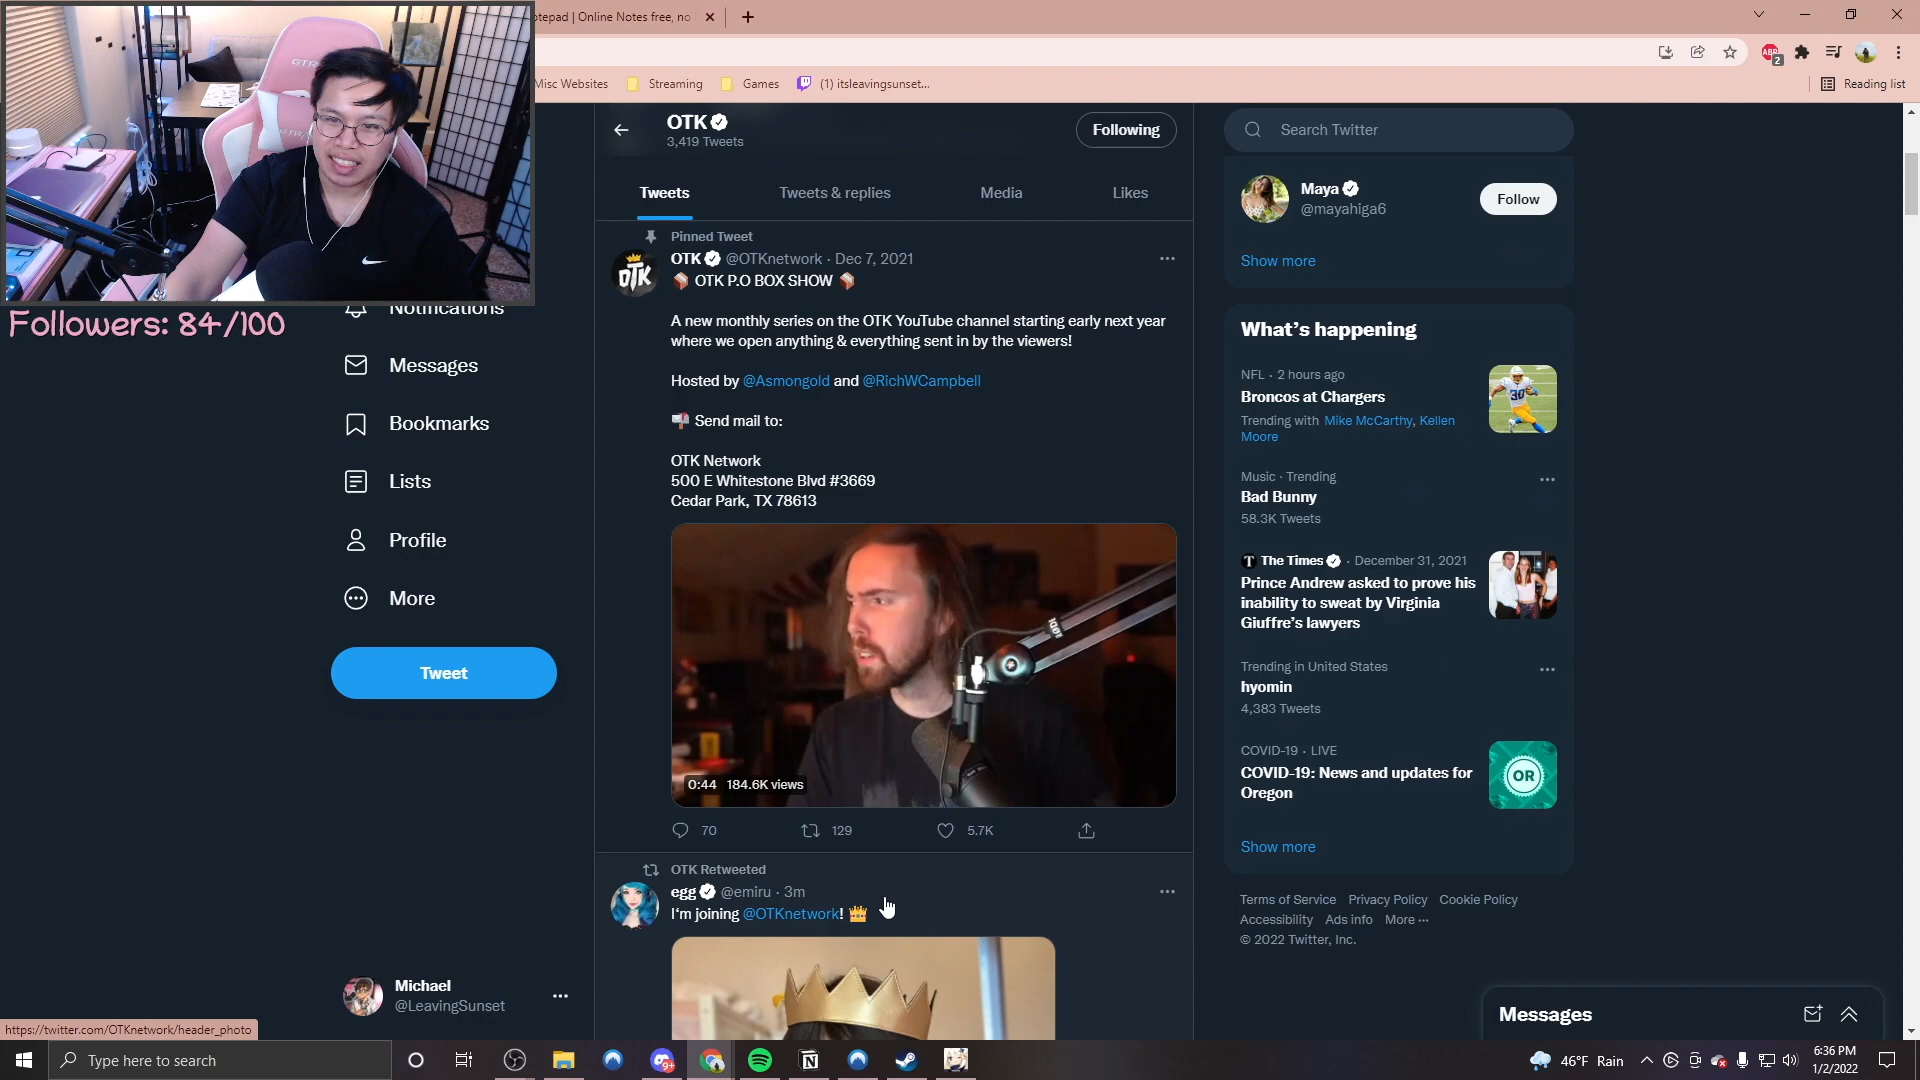 otepad | Online Notes free, no
Misc Websites
Streaming
Games
(1) itsleavingsunset...
Reading list
ABP
2
GTR
Followers: 84/100
Notifications
Messages
Bookmarks
Lists
Profile
More
Tweet
Michael
@LeavingSunset
https://twitter.com/OTKnetwork/header_photo
OTK
3,419 Tweets
Following
Tweets
Tweets & replies
Media
Likes
Pinned Tweet
OTK @OTKnetwork · Dec 7, 2021
OTK
📦 OTK P.O BOX SHOW 📦
A new monthly series on the OTK YouTube channel starting early next year
where we open anything & everything sent in by the viewers!
Hosted by @Asmongold and @RichWCampbell
📬 Send mail to:
OTK Network
500 E Whitestone Blvd #3669
Cedar Park, TX 78613
0:44 184.6K views
70
129
5.7K
OTK Retweeted
egg @emiru · 3m
I'm joining @OTKnetwork! 👑
Search Twitter
Maya
@mayahiga6
Follow
Show more
What's happening
NFL · 2 hours ago
Broncos at Chargers
Trending with Mike McCarthy, Kellen
Moore
Music · Trending
Bad Bunny
58.3K Tweets
T The Times · December 31, 2021
Prince Andrew asked to prove his
inability to sweat by Virginia
Giuffre's lawyers
Trending in United States
hyomin
4,383 Tweets
COVID-19 · LIVE
COVID-19: News and updates for
Oregon
OR
Show more
Terms of Service Privacy Policy Cookie Policy
Accessibility Ads info More ···
© 2022 Twitter, Inc.
Messages
Type here to search
9+
46°F Rain
6:36 PM
1/2/2022